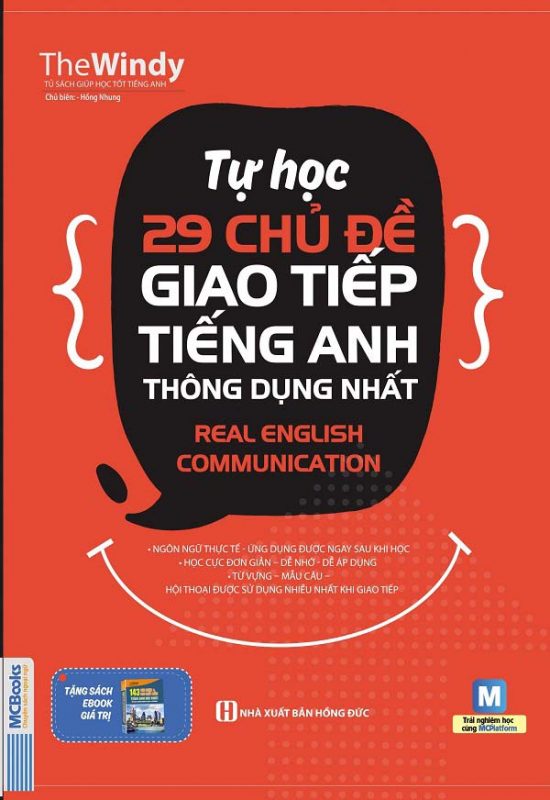 TheWindy
TỦ SÁCH GIÚP HỌC TỐT TIẾNG ANH
Chủ biên: - Hồng Nhung
Tự học
29 CHỦ ĐỀ
GIAO TIẾP
TIẾNG ANH
THÔNG DỤNG NHẤT
REAL ENGLISH
COMMUNICATION
• NGÔN NGỮ THỰC TẾ - ỨNG DỤNG ĐƯỢC NGAY SAU KHI HỌC
• HỌC CỰC ĐƠN GIẢN – DỄ NHỚ - DỄ ÁP DỤNG
• TỪ VỰNG – MẪU CÂU –
HỘI THOẠI ĐƯỢC SỬ DỤNG NHIỀU NHẤT KHI GIAO TIẾP
MCBooks
Chuyên sách ngoại ngữ
TẶNG SÁCH
EBOOK
GIÁ TRỊ
143
H NHÀ XUẤT BẢN HỒNG ĐỨC
M
Trải nghiệm học
cùng MCPlatform